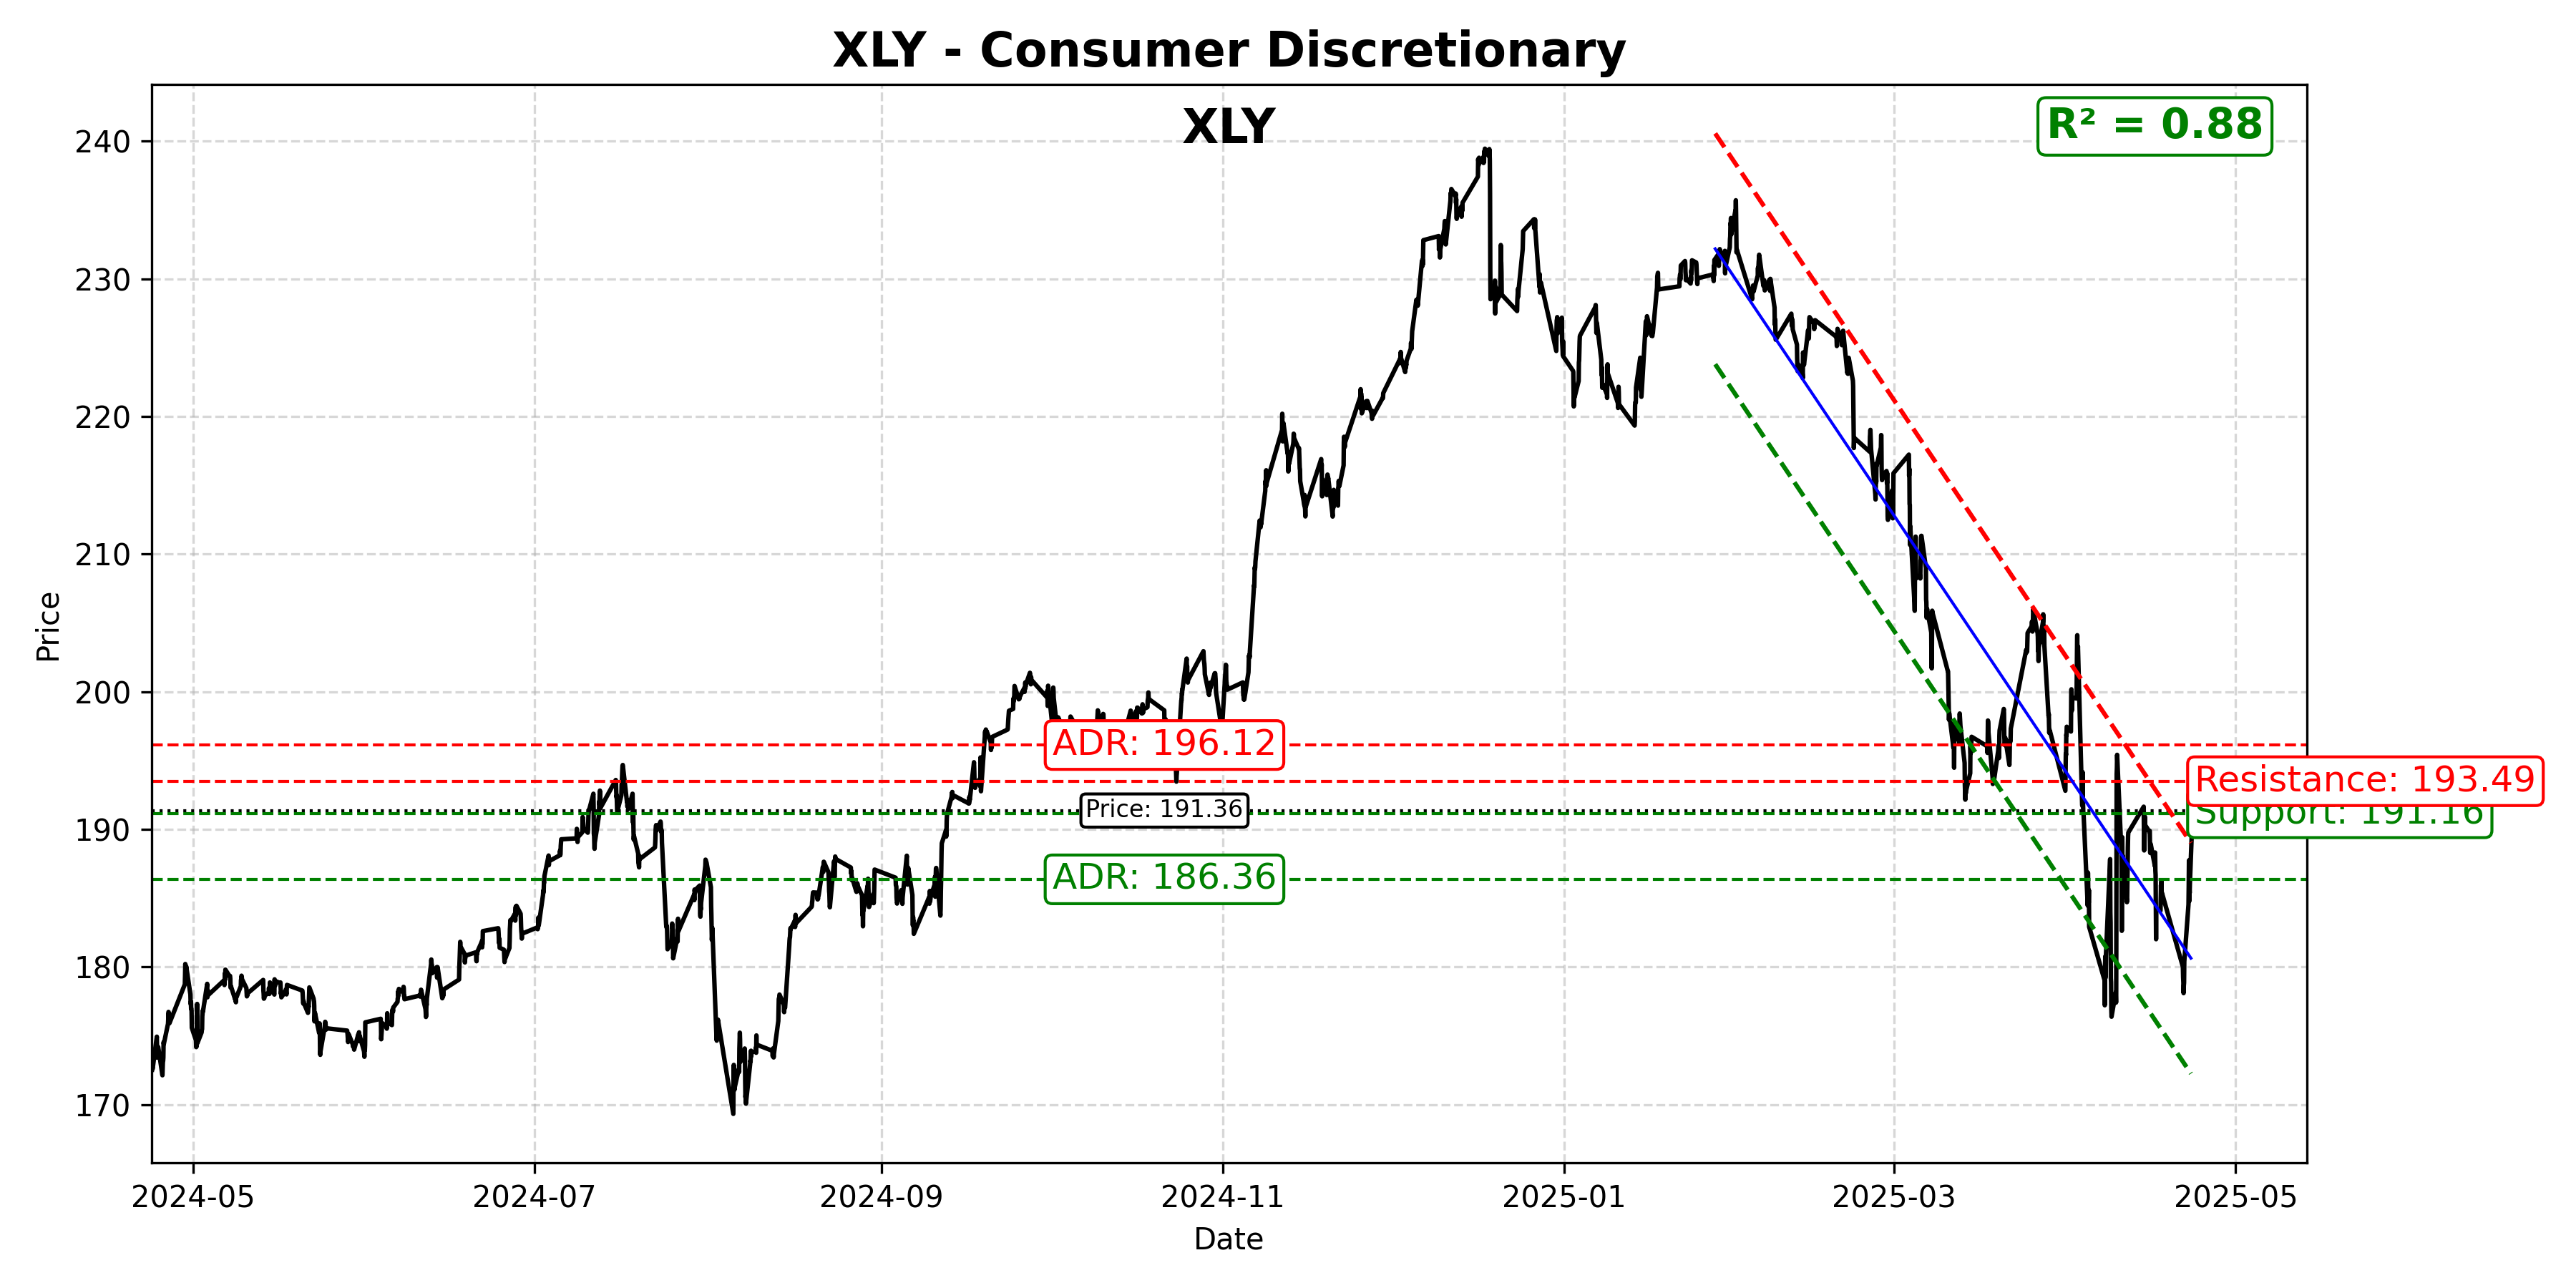 XLY - Consumer Discretionary
XLY
R² = 0.88
240
230
220
210
200
190
180
170
Price
ADR: 196.12
Resistance: 193.49
Price: 191.36
Support: 191.16
ADR: 186.36
2024-05
2024-07
2024-09
2024-11
2025-01
2025-03
2025-05
Date